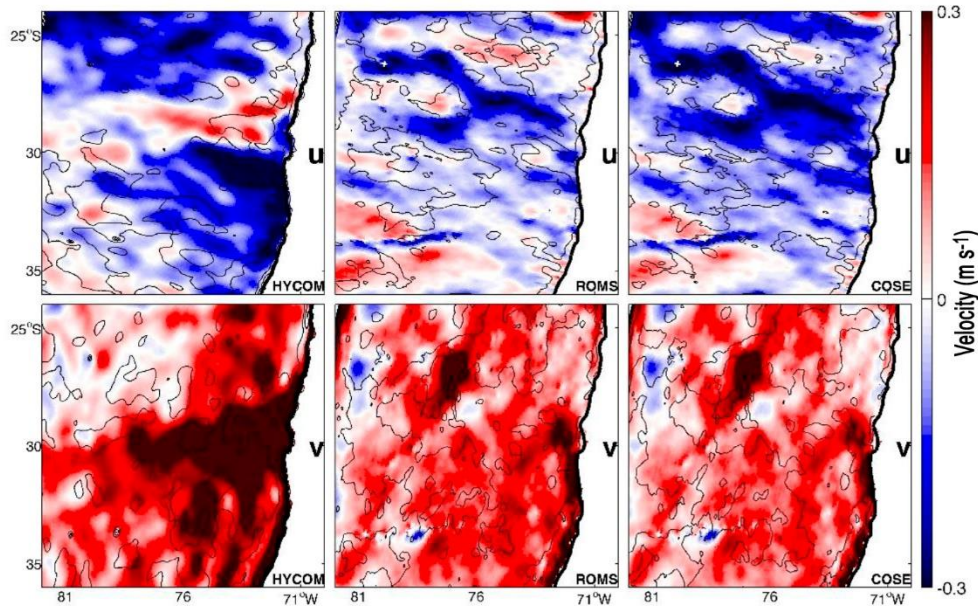 25°S
30
35
HYCOM
u
ROMS
u
COSE
u
25°S
30
35
HYCOM
v
ROMS
v
COSE
v
81 76 71°W
81 76 71°W
81 76 71°W
0.3
0
-0.3
Velocity (m s⁻¹)